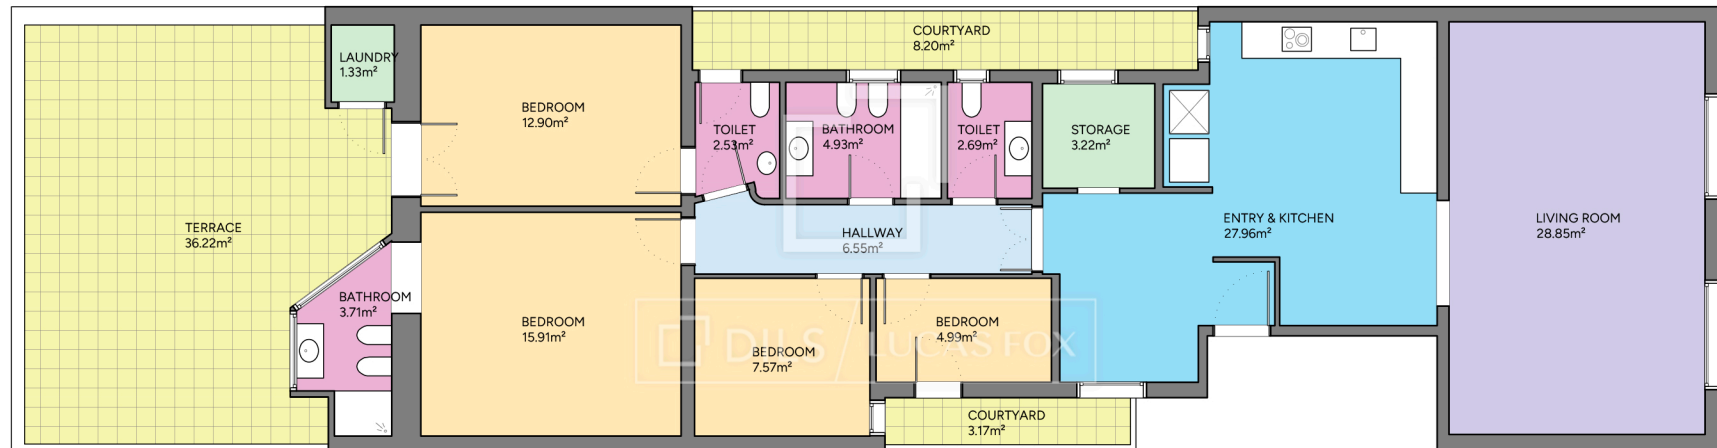 LAUNDRY
1.33m²
BEDROOM
12.90m²
COURTYARD
8.20m²
TOILET
2.53m²
BATHROOM
4.93m²
TOILET
2.69m²
STORAGE
3.22m²
TERRACE
36.22m²
HALLWAY
6.55m²
ENTRY & KITCHEN
27.96m²
LIVING ROOM
28.85m²
BATHROOM
3.71m²
BEDROOM
15.91m²
BEDROOM
7.57m²
BEDROOM
4.99m²
DILS / LUCAS FOX
COURTYARD
3.17m²